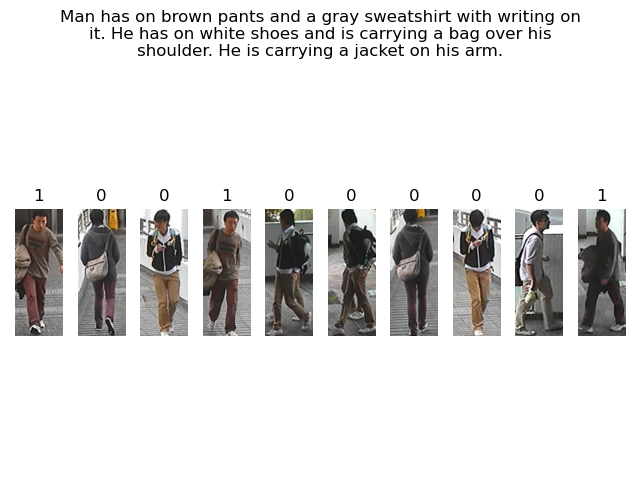 Man has on brown pants and a gray sweatshirt with writing on
it. He has on white shoes and is carrying a bag over his
shoulder. He is carrying a jacket on his arm.
1 0 0 1 0 0 0 0 0 1